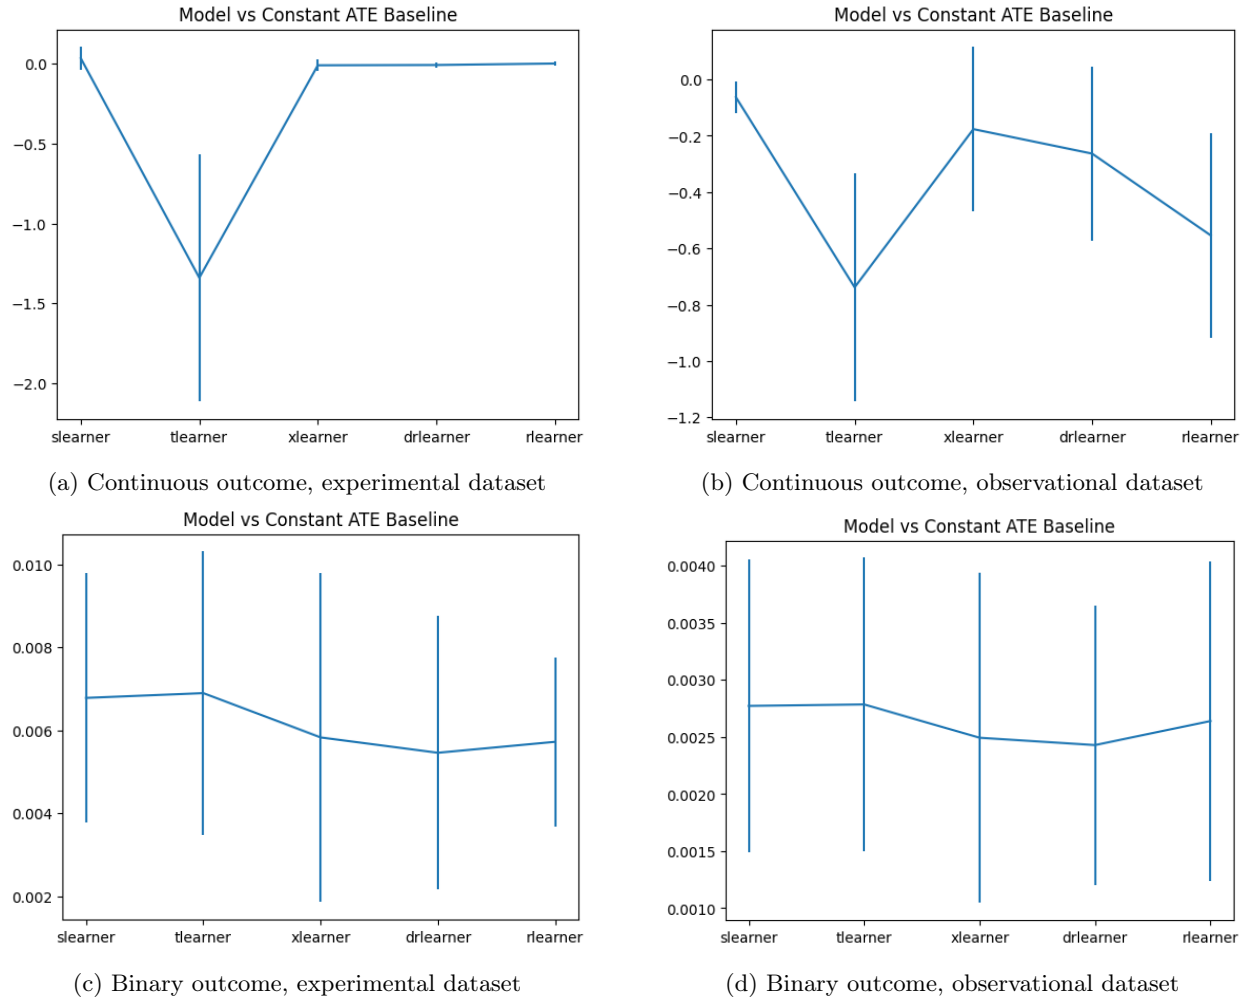 Model vs Constant ATE Baseline
0.0
−0.5
−1.0
−1.5
−2.0
slearner tlearner xlearner drlearner rlearner
(a) Continuous outcome, experimental dataset
Model vs Constant ATE Baseline
0.0
−0.2
−0.4
−0.6
−0.8
−1.0
−1.2
slearner tlearner xlearner drlearner rlearner
(b) Continuous outcome, observational dataset
Model vs Constant ATE Baseline
0.010
0.008
0.006
0.004
0.002
slearner tlearner xlearner drlearner rlearner
(c) Binary outcome, experimental dataset
Model vs Constant ATE Baseline
0.0040
0.0035
0.0030
0.0025
0.0020
0.0015
0.0010
slearner tlearner xlearner drlearner rlearner
(d) Binary outcome, observational dataset